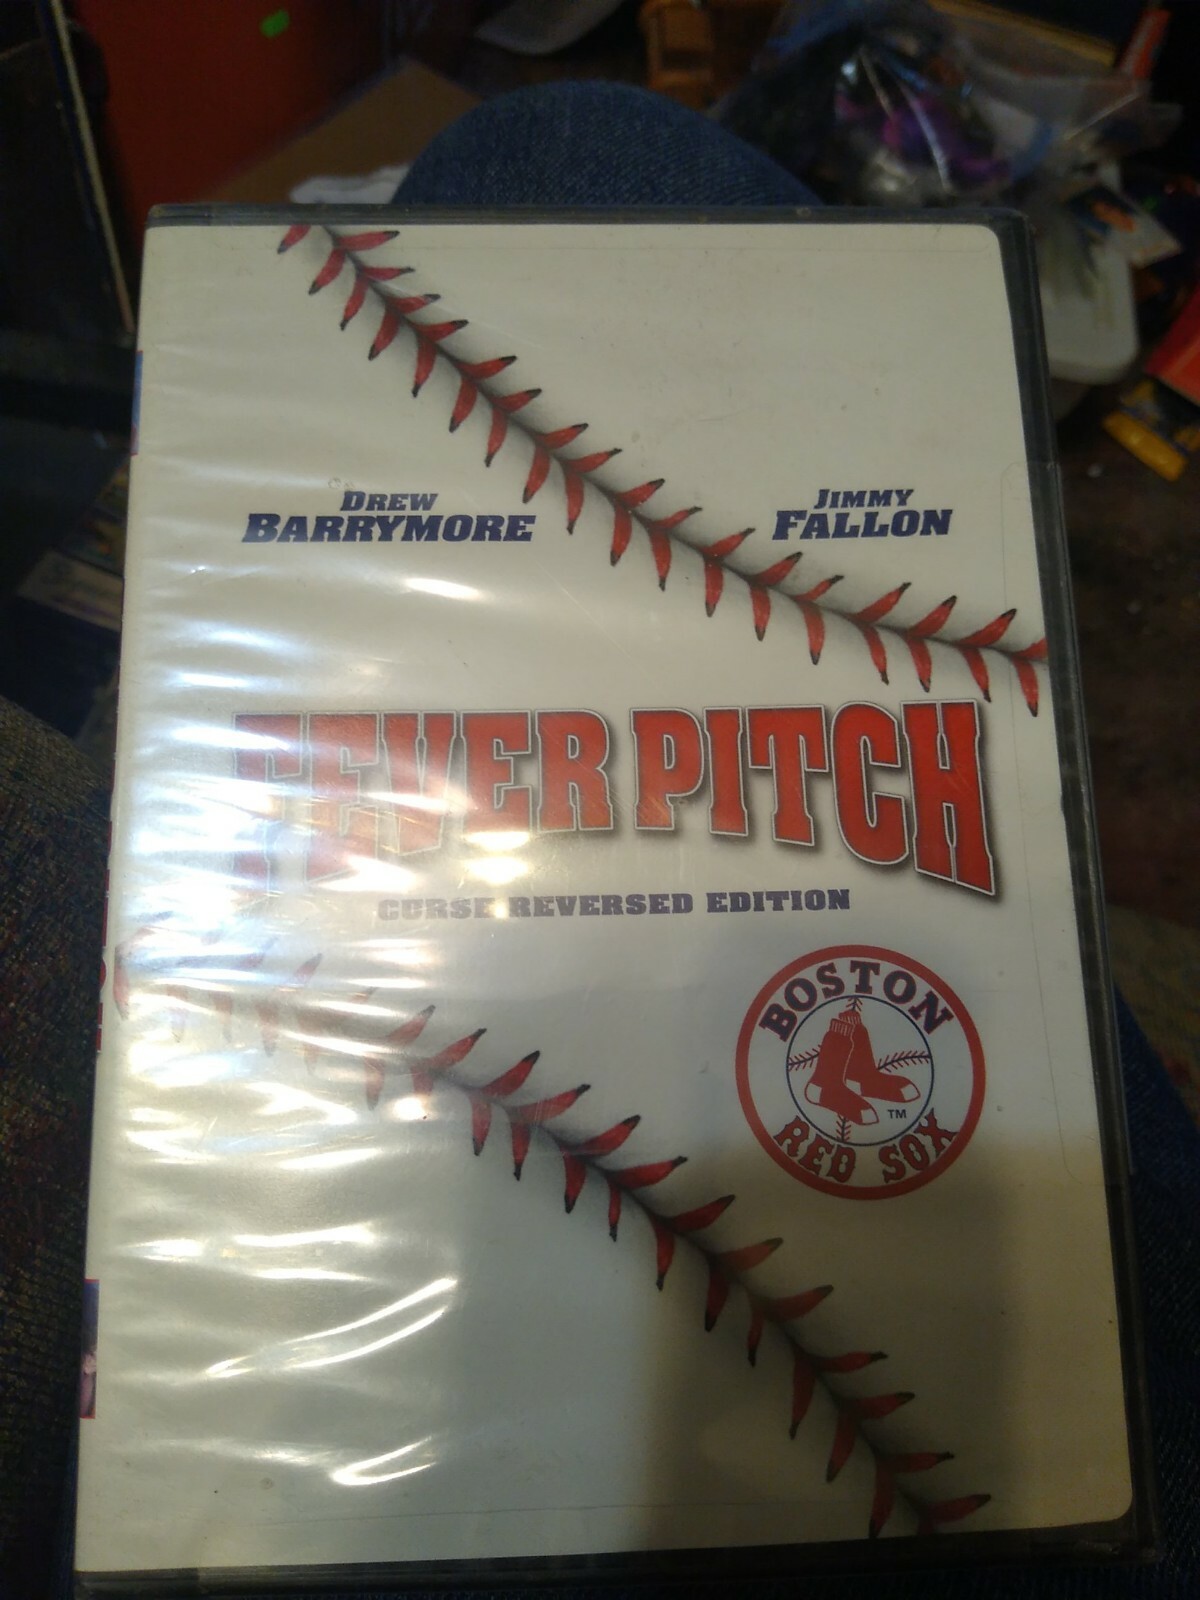 DREW
BARRYMORE
JIMMY
FALLON
FEVER PITCH
CURSE REVERSED EDITION
BOSTON
RED SOX
TM